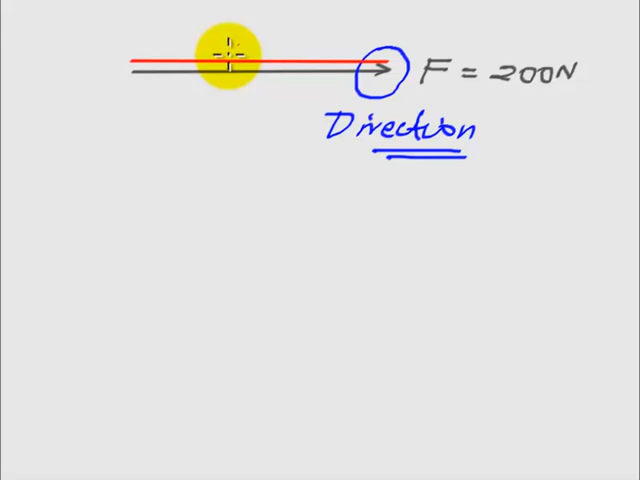 F = 200N
Direction